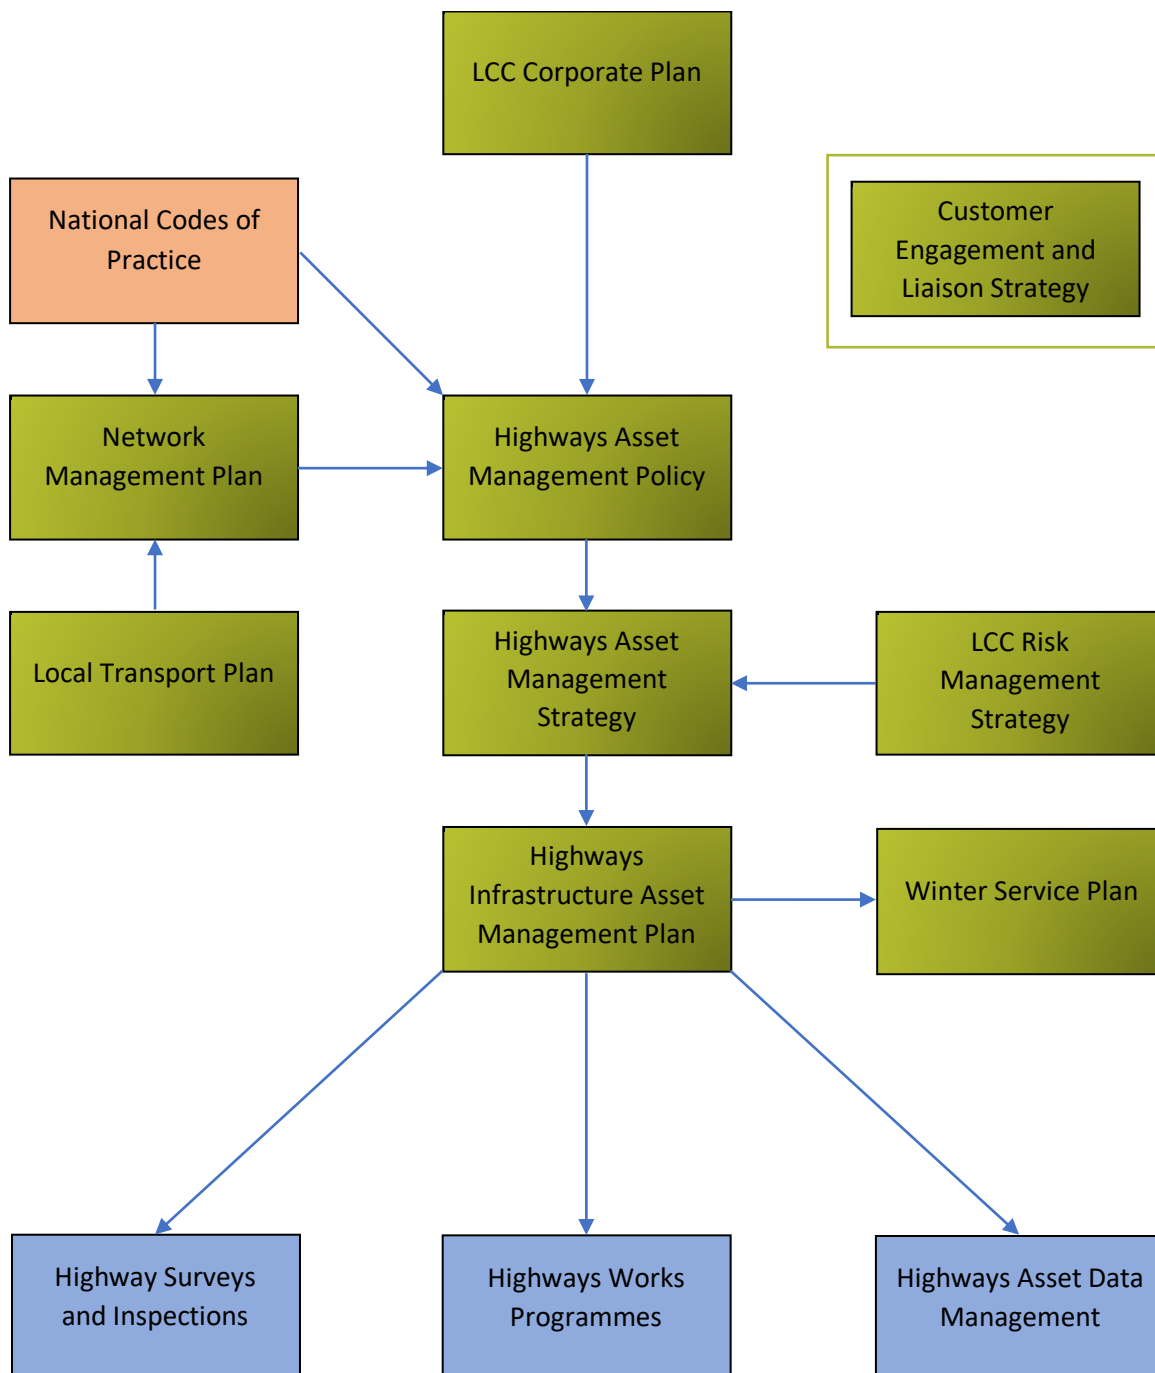 LCC Corporate Plan
National Codes of
Practice
Customer
Engagement and
Liaison Strategy
Network
Management Plan
Highways Asset
Management Policy
Local Transport Plan
Highways Asset
Management
Strategy
LCC Risk
Management
Strategy
Highways
Infrastructure Asset
Management Plan
Winter Service Plan
Highway Surveys
and Inspections
Highways Works
Programmes
Highways Asset Data
Management